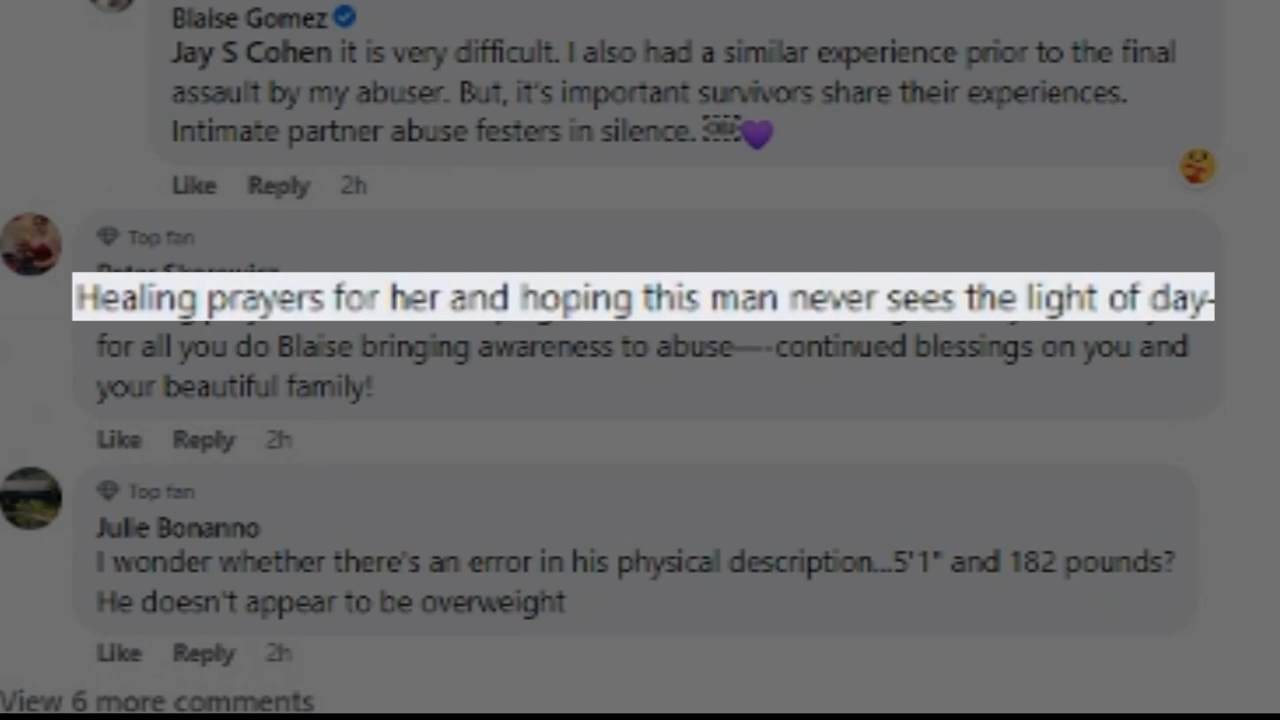 Blaise Gomez
Jay S Cohen it is very difficult. I also had a similar experience prior to the final
assault by my abuser. But, it's important survivors share their experiences.
Intimate partner abuse festers in silence. 💜
Like Reply 2h
Top fan
Healing prayers for her and hoping this man never sees the light of day-
for all you do Blaise bringing awareness to abuse—-continued blessings on you and
your beautiful family!
Like Reply 2h
Top fan
Julie Bonanno
I wonder whether there's an error in his physical description...5'1" and 182 pounds?
He doesn't appear to be overweight
Like Reply 2h
View 6 more comments